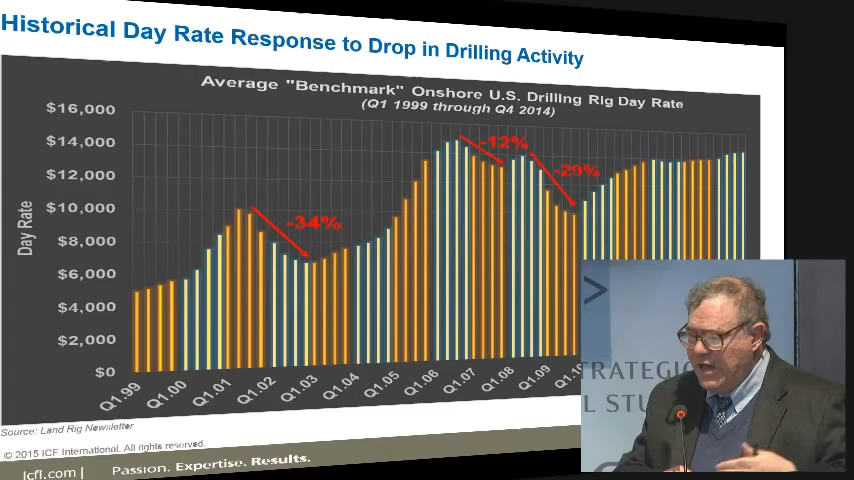 Historical Day Rate Response to Drop in Drilling Activity
Average "Benchmark" Onshore U.S. Drilling Rig Day Rate
(Q1 1999 through Q4 2014)
$16,000
$14,000
$12,000
$10,000
$8,000
$6,000
$4,000
$2,000
$0
Day Rate
-34%
-12%
-29%
Q1.99
Q1.00
Q1.01
Q1.02
Q1.03
Q1.04
Q1.05
Q1.06
Q1.07
Q1.08
Q1.09
Q1.1
Source: Land Rig Newsletter
© 2015 ICF International. All rights reserved.
icfi.com | Passion. Expertise. Results.
>
TRATEGIC
L STU